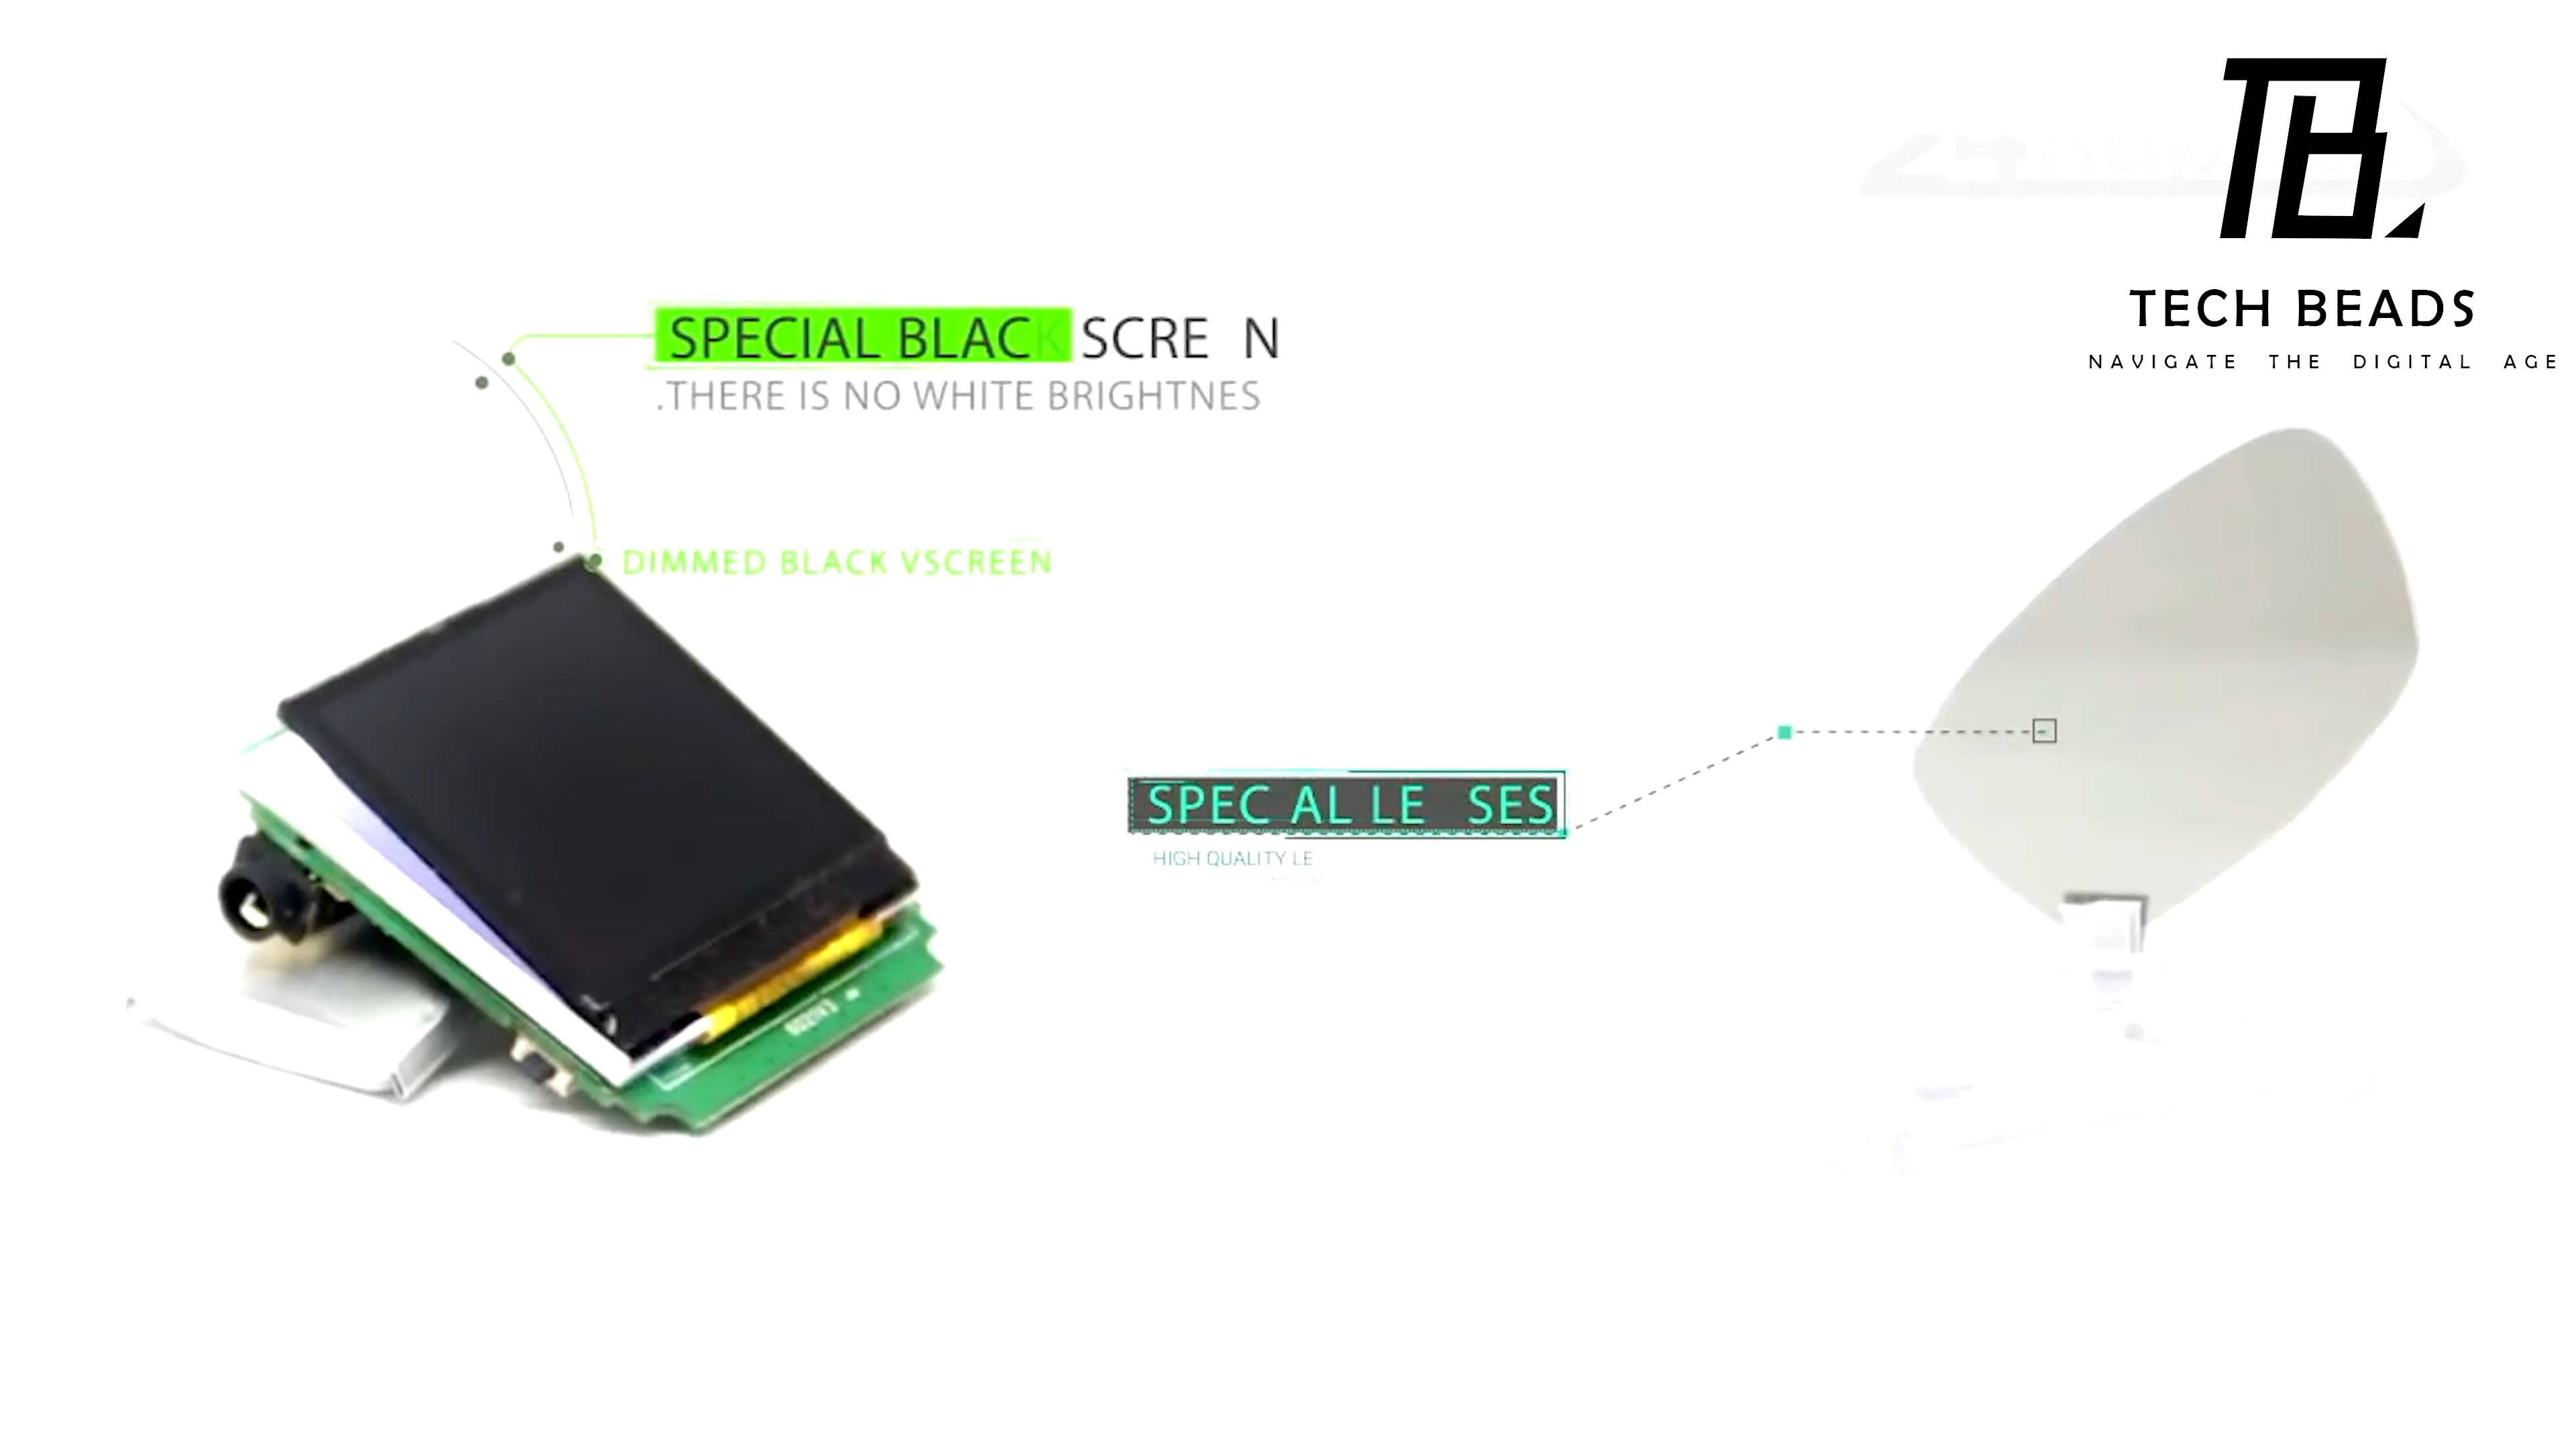 TECH BEADS
NAVIGATE THE DIGITAL AGE
SPECIAL BLACK SCRE N
.THERE IS NO WHITE BRIGHTNES
DIMMED BLACK VSCREEN
SPEC AL LE SES
HIGH QUALITY LE